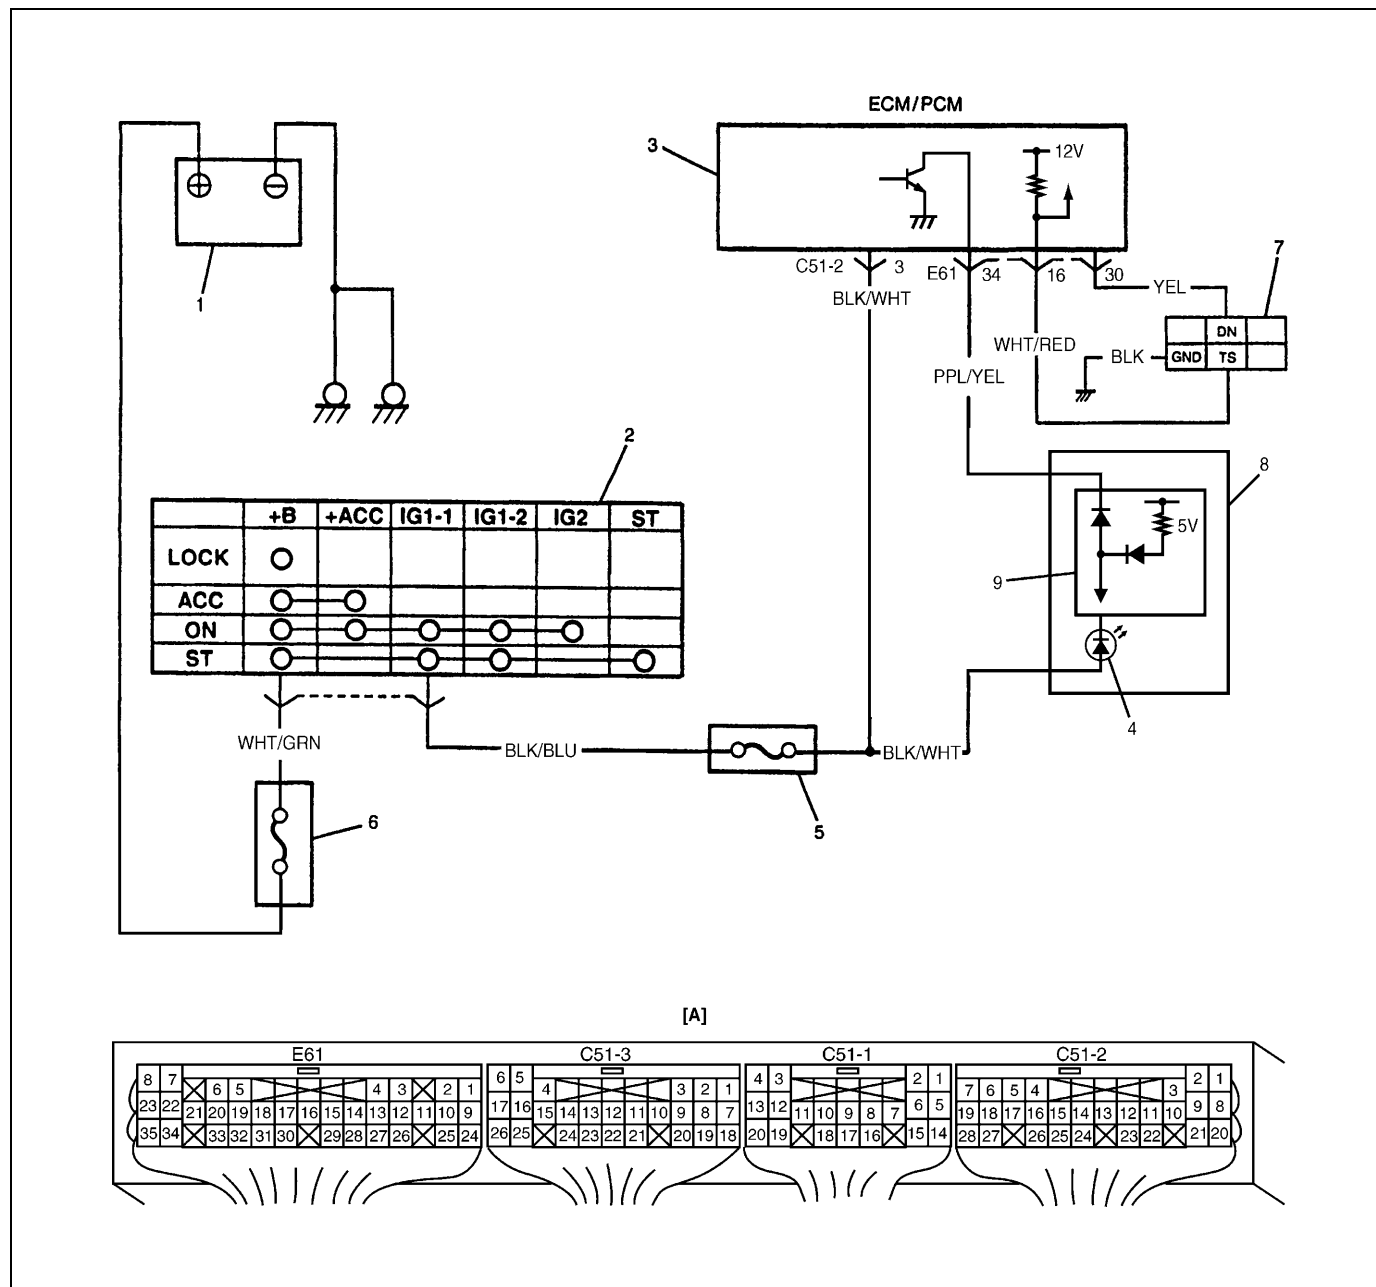 ECM/PCM
3
12V
1
C51-2
3
E61
34
16
30
7
BLK/WHT
YEL
DN
GND
TS
WHT/RED
BLK
PPL/YEL
2
8
+B
+ACC
IG1-1
IG1-2
IG2
ST
LOCK
ACC
ON
ST
5V
9
4
WHT/GRN
BLK/BLU
BLK/WHT
5
6
[A]
E61
C51-3
C51-1
C51-2
8 7 6 5 4 3 2 1
23 22 21 20 19 18 17 16 15 14 13 12 11 10 9
35 34 33 32 31 30 29 28 27 26 25 24
6 5 4 3 2 1
17 16 15 14 13 12 11 10 9 8 7
26 25 24 23 22 21 20 19 18
4 3 2 1
13 12 11 10 9 8 7 6 5
20 19 18 17 16 15 14
7 6 5 4 3 2 1
19 18 17 16 15 14 13 12 11 10 9 8
28 27 26 25 24 23 22 21 20